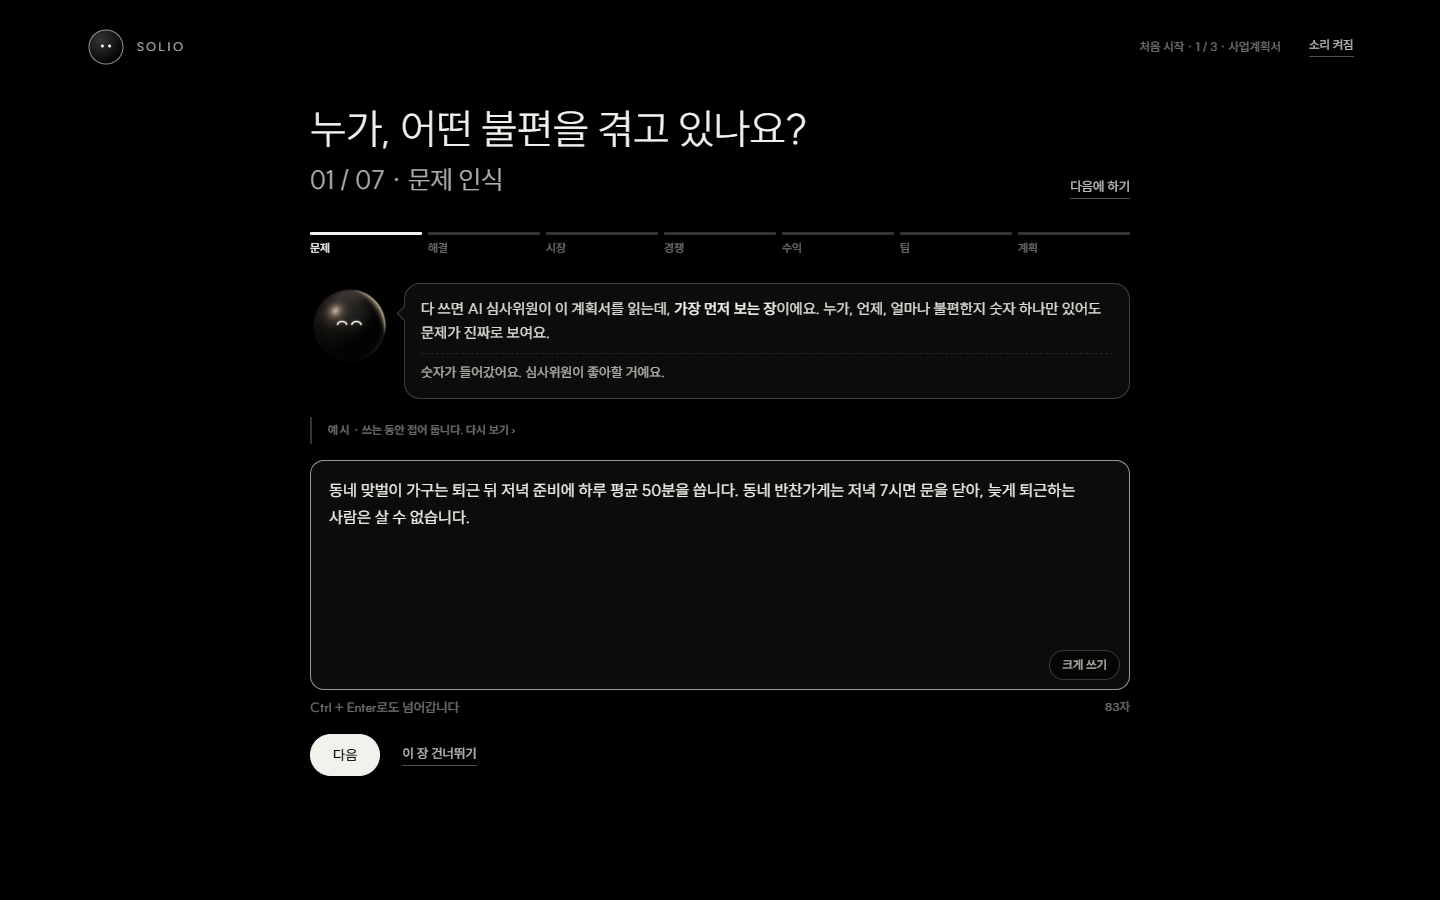 SOLIO
처음 시작 · 1 / 3 · 사업계획서
소리 켜짐
누가, 어떤 불편을 겪고 있나요?
01 / 07 · 문제 인식
다음에 하기
문제
해결
시장
경쟁
수익
팀
계획
다 쓰면 AI 심사위원이 이 계획서를 읽는데, 가장 먼저 보는 장이에요. 누가, 언제, 얼마나 불편한지 숫자 하나만 있어도
문제가 진짜로 보여요.
숫자가 들어갔어요. 심사위원이 좋아할 거예요.
예시 · 쓰는 동안 접어 둡니다. 다시 보기 ›
동네 맞벌이 가구는 퇴근 뒤 저녁 준비에 하루 평균 50분을 씁니다. 동네 반찬가게는 저녁 7시면 문을 닫아, 늦게 퇴근하는
사람은 살 수 없습니다.
크게 쓰기
Ctrl + Enter로도 넘어갑니다
83자
다음
이 장 건너뛰기